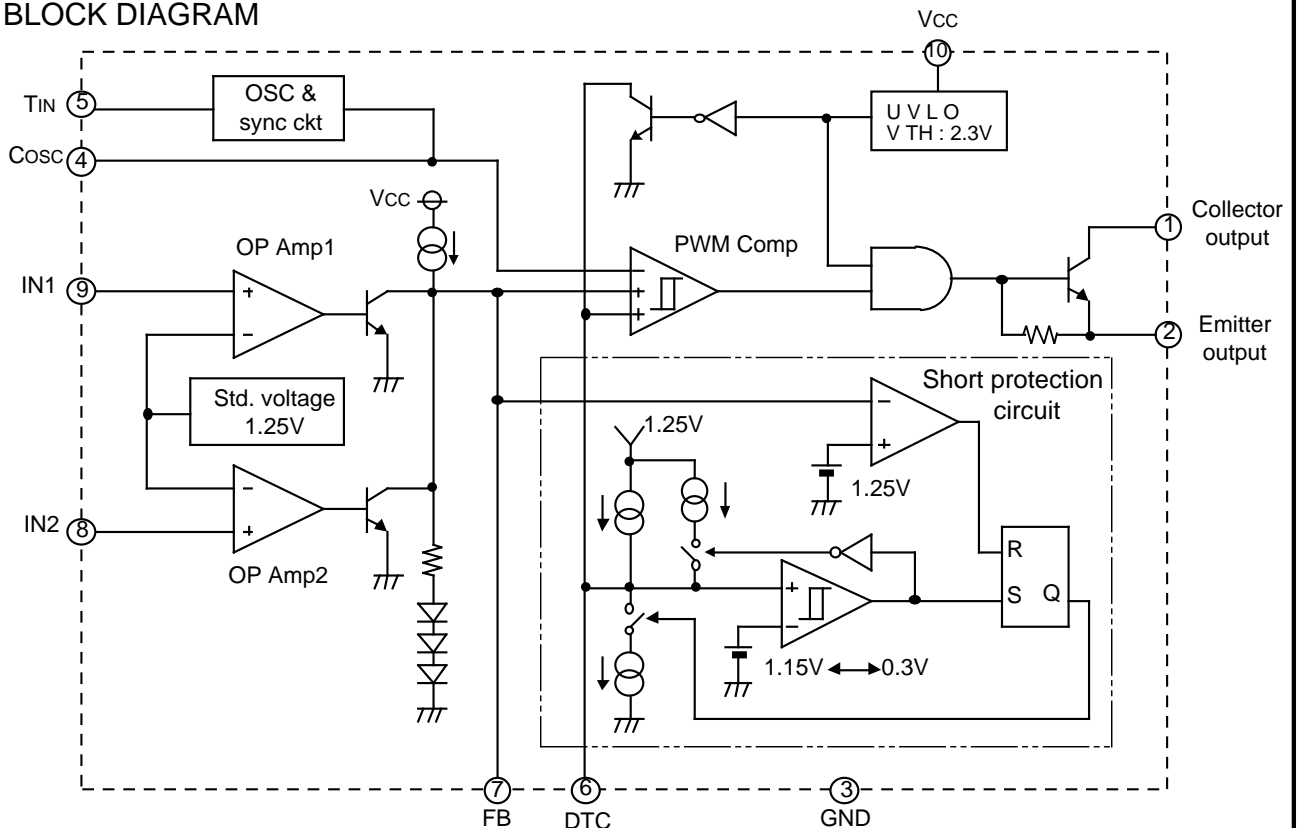 BLOCK DIAGRAM
VCC
10
TIN 5
OSC &
sync ckt
U V L O
V TH : 2.3V
COSC 4
VCC
OP Amp1
PWM Comp
1
Collector
output
IN1 9
+
−
−
+
+
2
Emitter
output
Std. voltage
1.25V
Short protection
circuit
1.25V
−
+
1.25V
IN2 8
−
+
OP Amp2
R
S Q
+
−
1.15V 0.3V
7
FB
6
DTC
3
GND